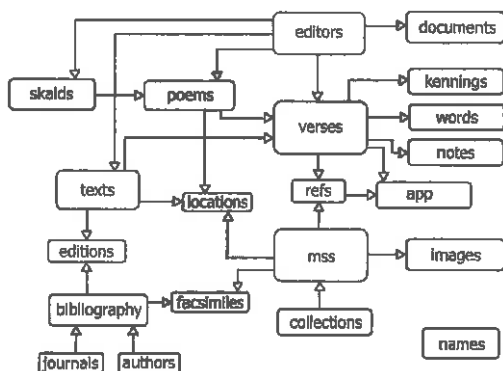 editors
documents
skalds
poems
kennings
verses
words
notes
texts
locations
refs
app
editions
mss
images
bibliography
facsimiles
collections
journals
authors
names